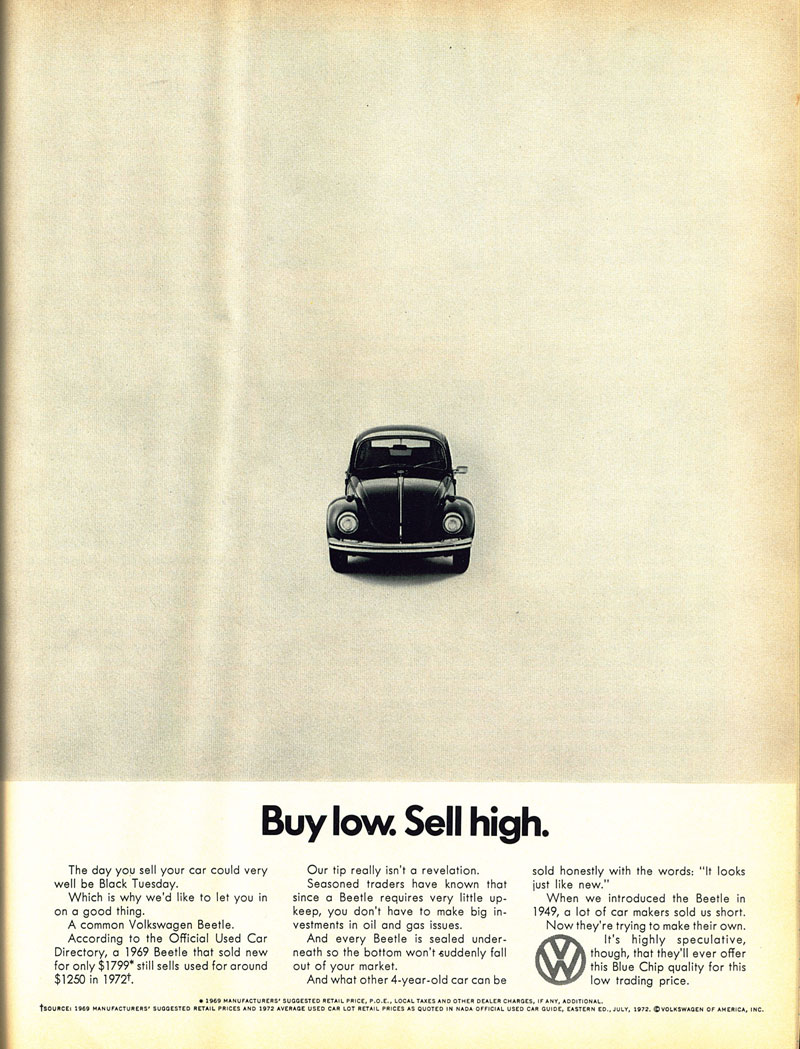 Buy low. Sell high.
The day you sell your car could very
well be Black Tuesday.
Which is why we'd like to let you in
on a good thing.
A common Volkswagen Beetle.
According to the Official Used Car
Directory, a 1969 Beetle that sold new
for only $1799* still sells used for around
$1250 in 1972†.
Our tip really isn't a revelation.
Seasoned traders have known that
since a Beetle requires very little up-
keep, you don't have to make big in-
vestments in oil and gas issues.
And every Beetle is sealed under-
neath so the bottom won't suddenly fall
out of your market.
And what other 4-year-old car can be
sold honestly with the words: "It looks
just like new."
When we introduced the Beetle in
1949, a lot of car makers sold us short.
Now they're trying to make their own.
It's highly speculative,
though, that they'll ever offer
this Blue Chip quality for this
low trading price.
VW
* 1969 MANUFACTURERS' SUGGESTED RETAIL PRICE, P.O.E., LOCAL TAXES AND OTHER DEALER CHARGES, IF ANY, ADDITIONAL.
†SOURCE: 1969 MANUFACTURERS' SUGGESTED RETAIL PRICES AND 1972 AVERAGE USED CAR LOT RETAIL PRICES AS QUOTED IN NADA OFFICIAL USED CAR GUIDE, EASTERN ED., JULY, 1972. ©VOLKSWAGEN OF AMERICA, INC.